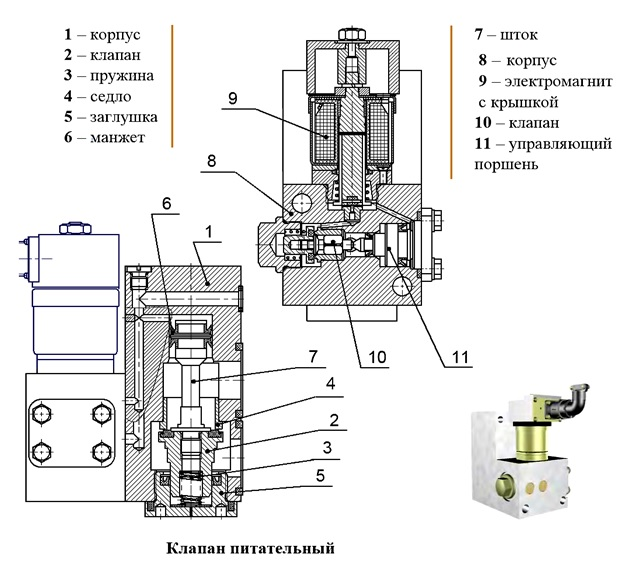 1 – корпус
2 – клапан
3 – пружина
4 – седло
5 – заглушка
6 – манжет
7 – шток
8 – корпус
9 – электромагнит
с крышкой
10 – клапан
11 – управляющий
поршень
9
8
6
1
10
11
7
4
2
3
5
Клапан питательный